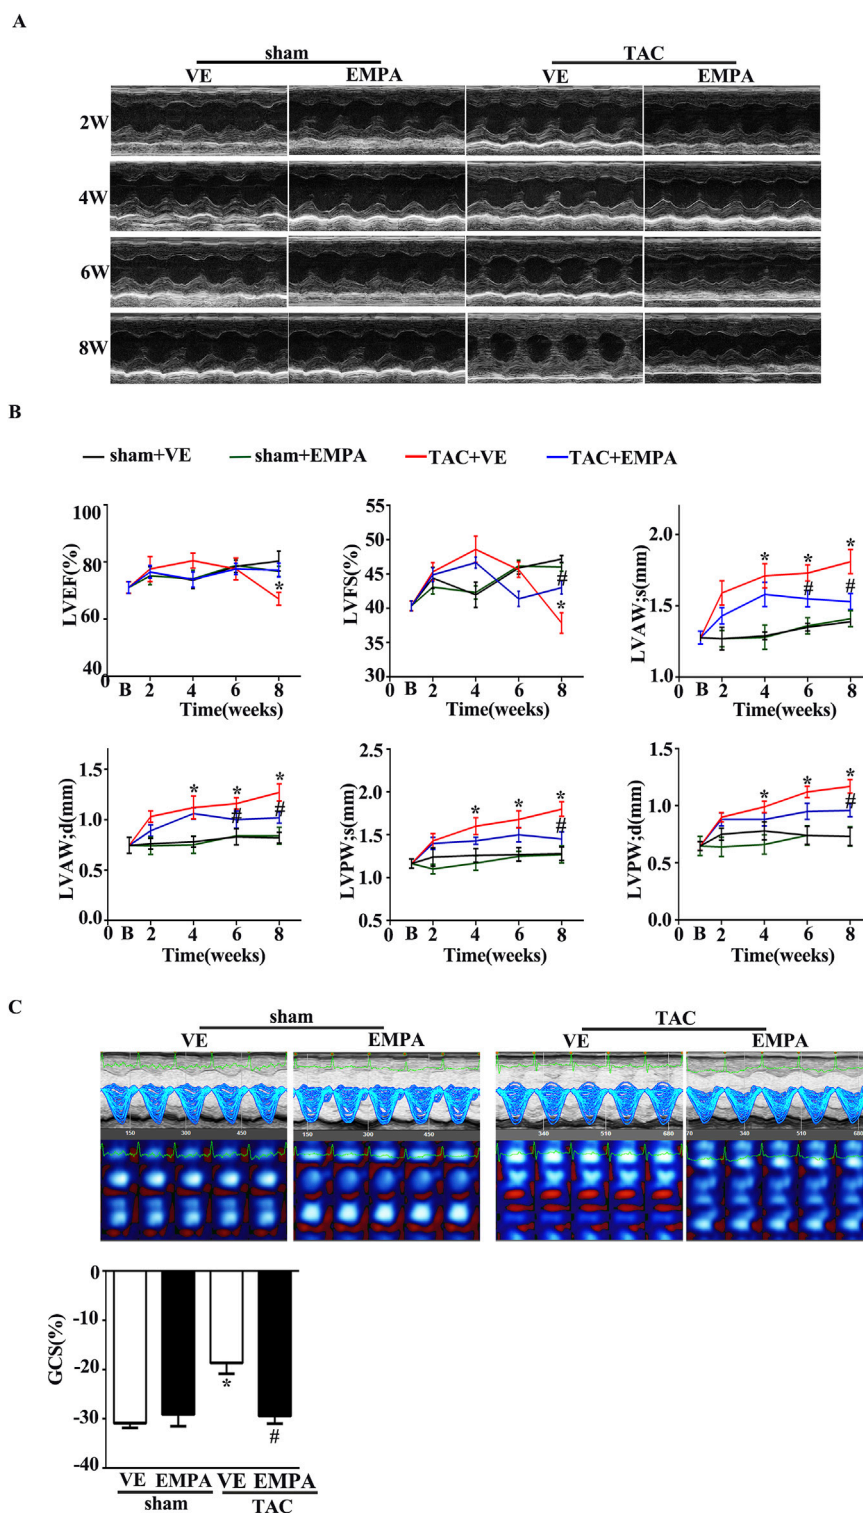 A
sham TAC
VE EMPA VE EMPA
2W
4W
6W
8W
B
sham+VE sham+EMPA TAC+VE TAC+EMPA
LVEF(%)
100
80
60
40
0 B 2 4 6 8
Time(weeks)
*
LVFS(%)
55
50
45
40
35
30
0 B 2 4 6 8
Time(weeks)
#
*
LVAW;s(mm)
2.0
1.5
1.0
0 B 2 4 6 8
Time(weeks)
* * *
# #
LVAW;d(mm)
1.5
1.0
0.5
0.0
0 B 2 4 6 8
Time(weeks)
* * *
# #
LVPW;s(mm)
2.5
2.0
1.5
1.0
0.5
0 B 2 4 6 8
Time(weeks)
* * *
#
LVPW;d(mm)
1.5
1.0
0.5
0.0
0 B 2 4 6 8
Time(weeks)
* * *
#
C
sham TAC
VE EMPA VE EMPA
150 300 450 150 300 450 340 510 680 70 340 510 680
GCS(%)
0
-10
-20
-30
-40
* #
VE EMPA VE EMPA
sham TAC